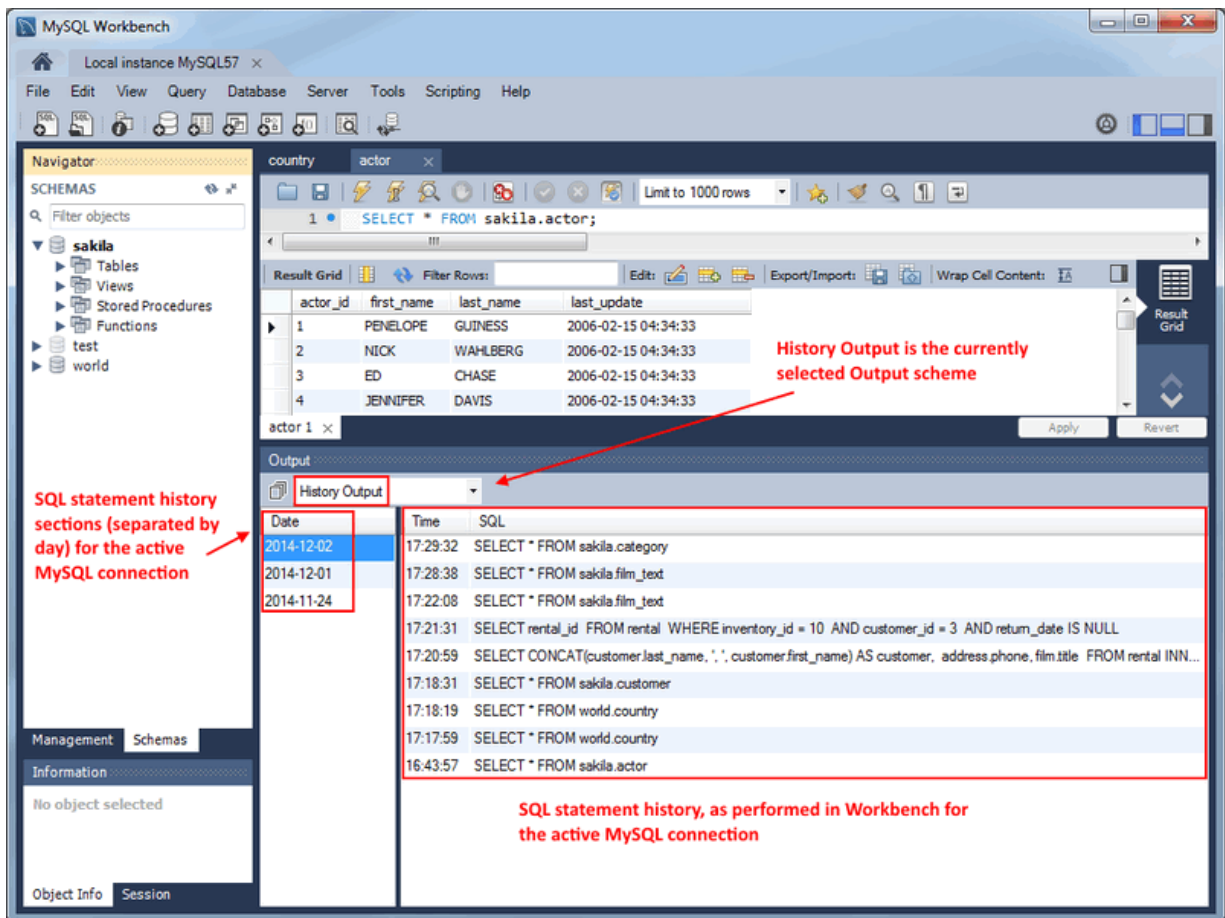 MySQL Workbench
Local instance MySQL57
File Edit View Query Database Server Tools Scripting Help
Navigator
SCHEMAS
Filter objects
sakila
Tables
Views
Stored Procedures
Functions
test
world
country actor
Limit to 1000 rows
1 SELECT * FROM sakila.actor;
Result Grid Filter Rows: Edit: Export/Import: Wrap Cell Content:
actor_id first_name last_name last_update
1 PENELOPE GUINESS 2006-02-15 04:34:33
2 NICK WAHLBERG 2006-02-15 04:34:33
3 ED CHASE 2006-02-15 04:34:33
4 JENNIFER DAVIS 2006-02-15 04:34:33
Result
Grid
History Output is the currently
selected Output scheme
actor 1 Apply Revert
Output
History Output
SQL statement history
sections (separated by
day) for the active
MySQL connection
Date
2014-12-02
2014-12-01
2014-11-24
Time SQL
17:29:32 SELECT * FROM sakila.category
17:28:38 SELECT * FROM sakila.film_text
17:22:08 SELECT * FROM sakila.film_text
17:21:31 SELECT rental_id FROM rental WHERE inventory_id = 10 AND customer_id = 3 AND return_date IS NULL
17:20:59 SELECT CONCAT(customer.last_name, ', ', customer.first_name) AS customer, address.phone, film.title FROM rental INN...
17:18:31 SELECT * FROM sakila.customer
17:18:19 SELECT * FROM world.country
17:17:59 SELECT * FROM world.country
16:43:57 SELECT * FROM sakila.actor
SQL statement history, as performed in Workbench for
the active MySQL connection
Management Schemas
Information
No object selected
Object Info Session